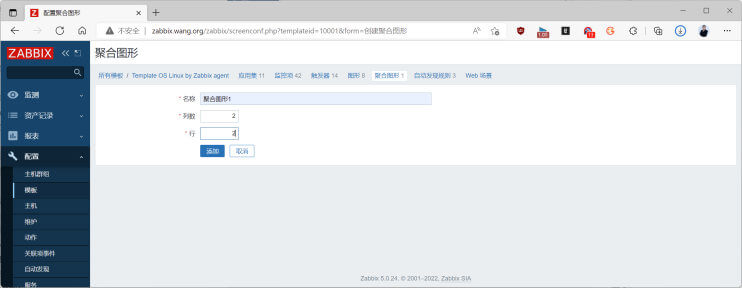 配置聚合图形
不安全 | zabbix.wang.org/zabbix/screenconf.php?templateid=10001&form=创建聚合图形
1.00
11
ZABBIX
聚合图形
所有模板 / Template OS Linux by Zabbix agent 应用集 11 监控项 42 触发器 14 图形 8 聚合图形 1 自动发现规则 3 Web 场景
* 名称 聚合图形1
* 列数 2
* 行 2
添加 取消
监测
资产记录
报表
配置
主机群组
模板
主机
维护
动作
关联项事件
自动发现
服务
Zabbix 5.0.24. © 2001–2022, Zabbix SIA